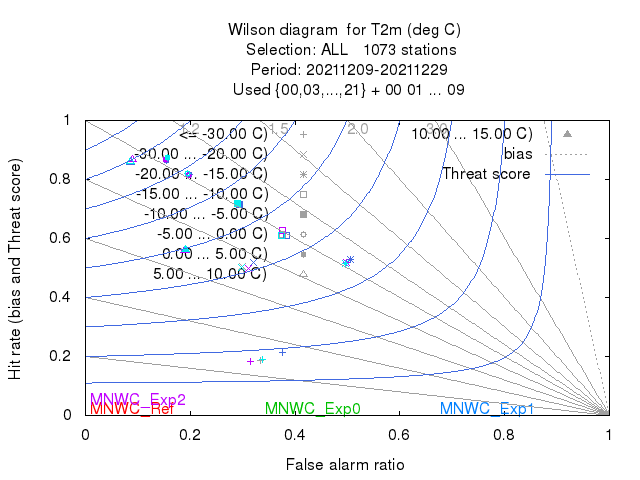 Wilson diagram for T2m (deg C)
Selection: ALL 1073 stations
Period: 20211209-20211229
Used {00,03,...,21} + 00 01 ... 09
Hit rate (bias and Threat score)
1
0.8
0.6
0.4
0.2
0
1.2 1.5 2.0 3.0
<= -30.00 C)
-30.00 ... -20.00 C)
-20.00 ... -15.00 C)
-15.00 ... -10.00 C)
-10.00 ... -5.00 C)
-5.00 ... 0.00 C)
0.00 ... 5.00 C)
5.00 ... 10.00 C)
10.00 ... 15.00 C)
bias
Threat score
MNWC_Exp2
MNWC_Ref MNWC_Exp0 MNWC_Exp1
0 0.2 0.4 0.6 0.8 1
False alarm ratio